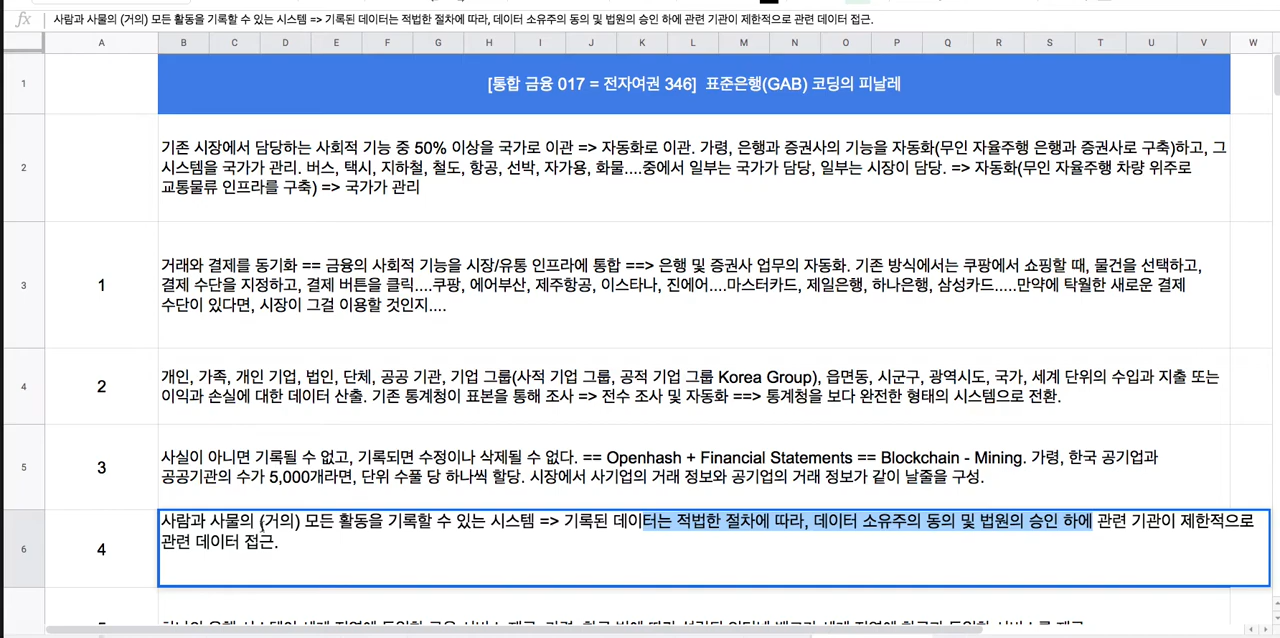 fx 사람과 사물의 (거의) 모든 활동을 기록할 수 있는 시스템 => 기록된 데이터는 적법한 절차에 따라, 데이터 소유주의 동의 및 법원의 승인 하에 관련 기관이 제한적으로 관련 데이터 접근.
A B C D E F G H I J K L M N O P Q R S T U V W
1 [통합 금융 017 = 전자여권 346] 표준은행(GAB) 코딩의 피날레
2
기존 시장에서 담당하는 사회적 기능 중 50% 이상을 국가로 이관 => 자동화로 이관. 가령, 은행과 증권사의 기능을 자동화(무인 자율주행 은행과 증권사로 구축)하고, 그
시스템을 국가가 관리. 버스, 택시, 지하철, 철도, 항공, 선박, 자가용, 화물....중에서 일부는 국가가 담당, 일부는 시장이 담당. => 자동화(무인 자율주행 차량 위주로
교통물류 인프라를 구축) => 국가가 관리
3 1
거래와 결제를 동기화 == 금융의 사회적 기능을 시장/유통 인프라에 통합 ==> 은행 및 증권사 업무의 자동화. 기존 방식에서는 쿠팡에서 쇼핑할 때, 물건을 선택하고,
결제 수단을 지정하고, 결제 버튼을 클릭....쿠팡, 에어부산, 제주항공, 이스타나, 진에어....마스터카드, 제일은행, 하나은행, 삼성카드.....만약에 탁월한 새로운 결제
수단이 있다면, 시장이 그걸 이용할 것인지....
4 2
개인, 가족, 개인 기업, 법인, 단체, 공공 기관, 기업 그룹(사적 기업 그룹, 공적 기업 그룹 Korea Group), 읍면동, 시군구, 광역시도, 국가, 세계 단위의 수입과 지출 또는
이익과 손실에 대한 데이터 산출. 기존 통계청이 표본을 통해 조사 => 전수 조사 및 자동화 ==> 통계청을 보다 완전한 형태의 시스템으로 전환.
5 3
사실이 아니면 기록될 수 없고, 기록되면 수정이나 삭제될 수 없다. == Openhash + Financial Statements == Blockchain - Mining. 가령, 한국 공기업과
공공기관의 수가 5,000개라면, 단위 수풀 당 하나씩 할당. 시장에서 사기업의 거래 정보와 공기업의 거래 정보가 같이 날줄을 구성.
6 4
사람과 사물의 (거의) 모든 활동을 기록할 수 있는 시스템 => 기록된 데이터는 적법한 절차에 따라, 데이터 소유주의 동의 및 법원의 승인 하에 관련 기관이 제한적으로
관련 데이터 접근.